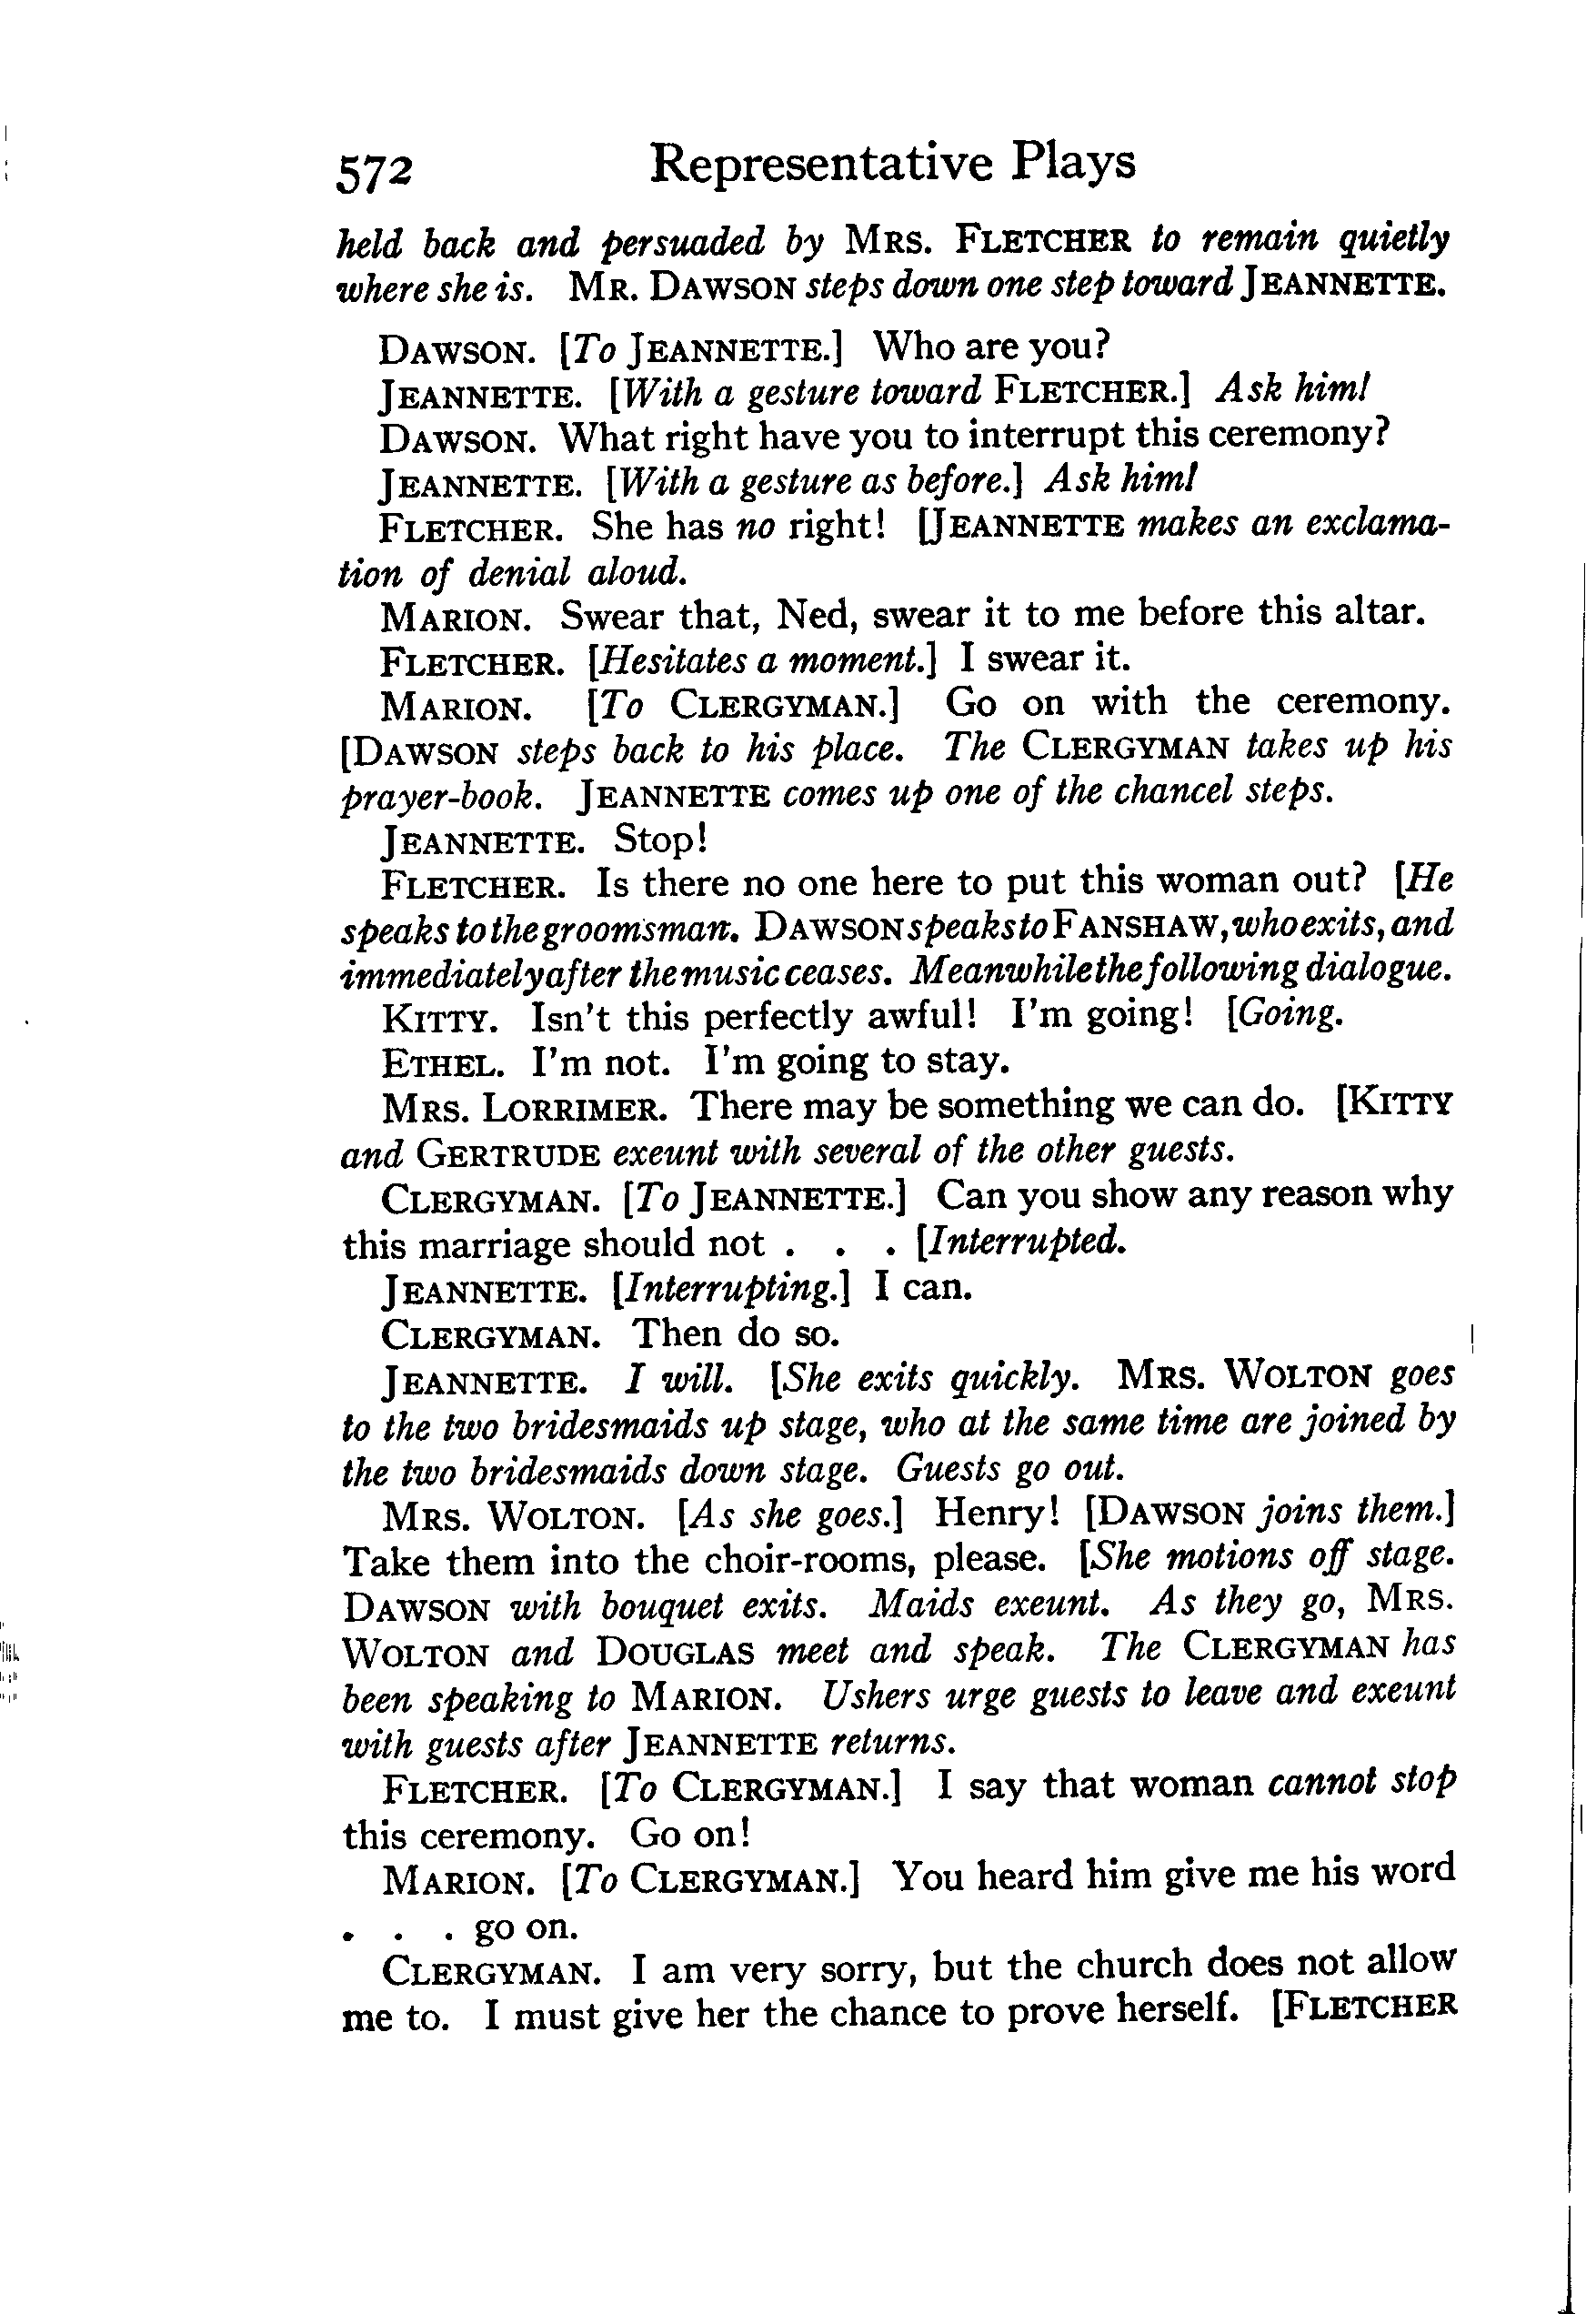 572 Representative Plays
held back and persuaded by MRS. FLETCHER to remain quietly
where she is. MR. DAWSON steps down one step toward JEANNETTE.
DAWSON. [To JEANNETTE.] Who are you?
JEANNETTE. [With a gesture toward FLETCHER.] Ask him!
DAWSON. What right have you to interrupt this ceremony?
JEANNETTE. [With a gesture as before.] Ask him!
FLETCHER. She has no right! [JEANNETTE makes an exclama-
tion of denial aloud.
MARION. Swear that, Ned, swear it to me before this altar.
FLETCHER. [Hesitates a moment.] I swear it.
MARION. [To CLERGYMAN.] Go on with the ceremony.
[DAWSON steps back to his place. The CLERGYMAN takes up his
prayer-book. JEANNETTE comes up one of the chancel steps.
JEANNETTE. Stop!
FLETCHER. Is there no one here to put this woman out? [He
speaks to the groomsman. DAWSON speaks to FANSHAW, who exits, and
immediately after the music ceases. Meanwhile the following dialogue.
KITTY. Isn't this perfectly awful! I'm going! [Going.
ETHEL. I'm not. I'm going to stay.
MRS. LORRIMER. There may be something we can do. [KITTY
and GERTRUDE exeunt with several of the other guests.
CLERGYMAN. [To JEANNETTE.] Can you show any reason why
this marriage should not . . . [Interrupted.
JEANNETTE. [Interrupting.] I can.
CLERGYMAN. Then do so.
JEANNETTE. I will. [She exits quickly. MRS. WOLTON goes
to the two bridesmaids up stage, who at the same time are joined by
the two bridesmaids down stage. Guests go out.
MRS. WOLTON. [As she goes.] Henry! [DAWSON joins them.]
Take them into the choir-rooms, please. [She motions off stage.
DAWSON with bouquet exits. Maids exeunt. As they go, MRS.
WOLTON and DOUGLAS meet and speak. The CLERGYMAN has
been speaking to MARION. Ushers urge guests to leave and exeunt
with guests after JEANNETTE returns.
FLETCHER. [To CLERGYMAN.] I say that woman cannot stop
this ceremony. Go on!
MARION. [To CLERGYMAN.] You heard him give me his word
. . . go on.
CLERGYMAN. I am very sorry, but the church does not allow
me to. I must give her the chance to prove herself. [FLETCHER